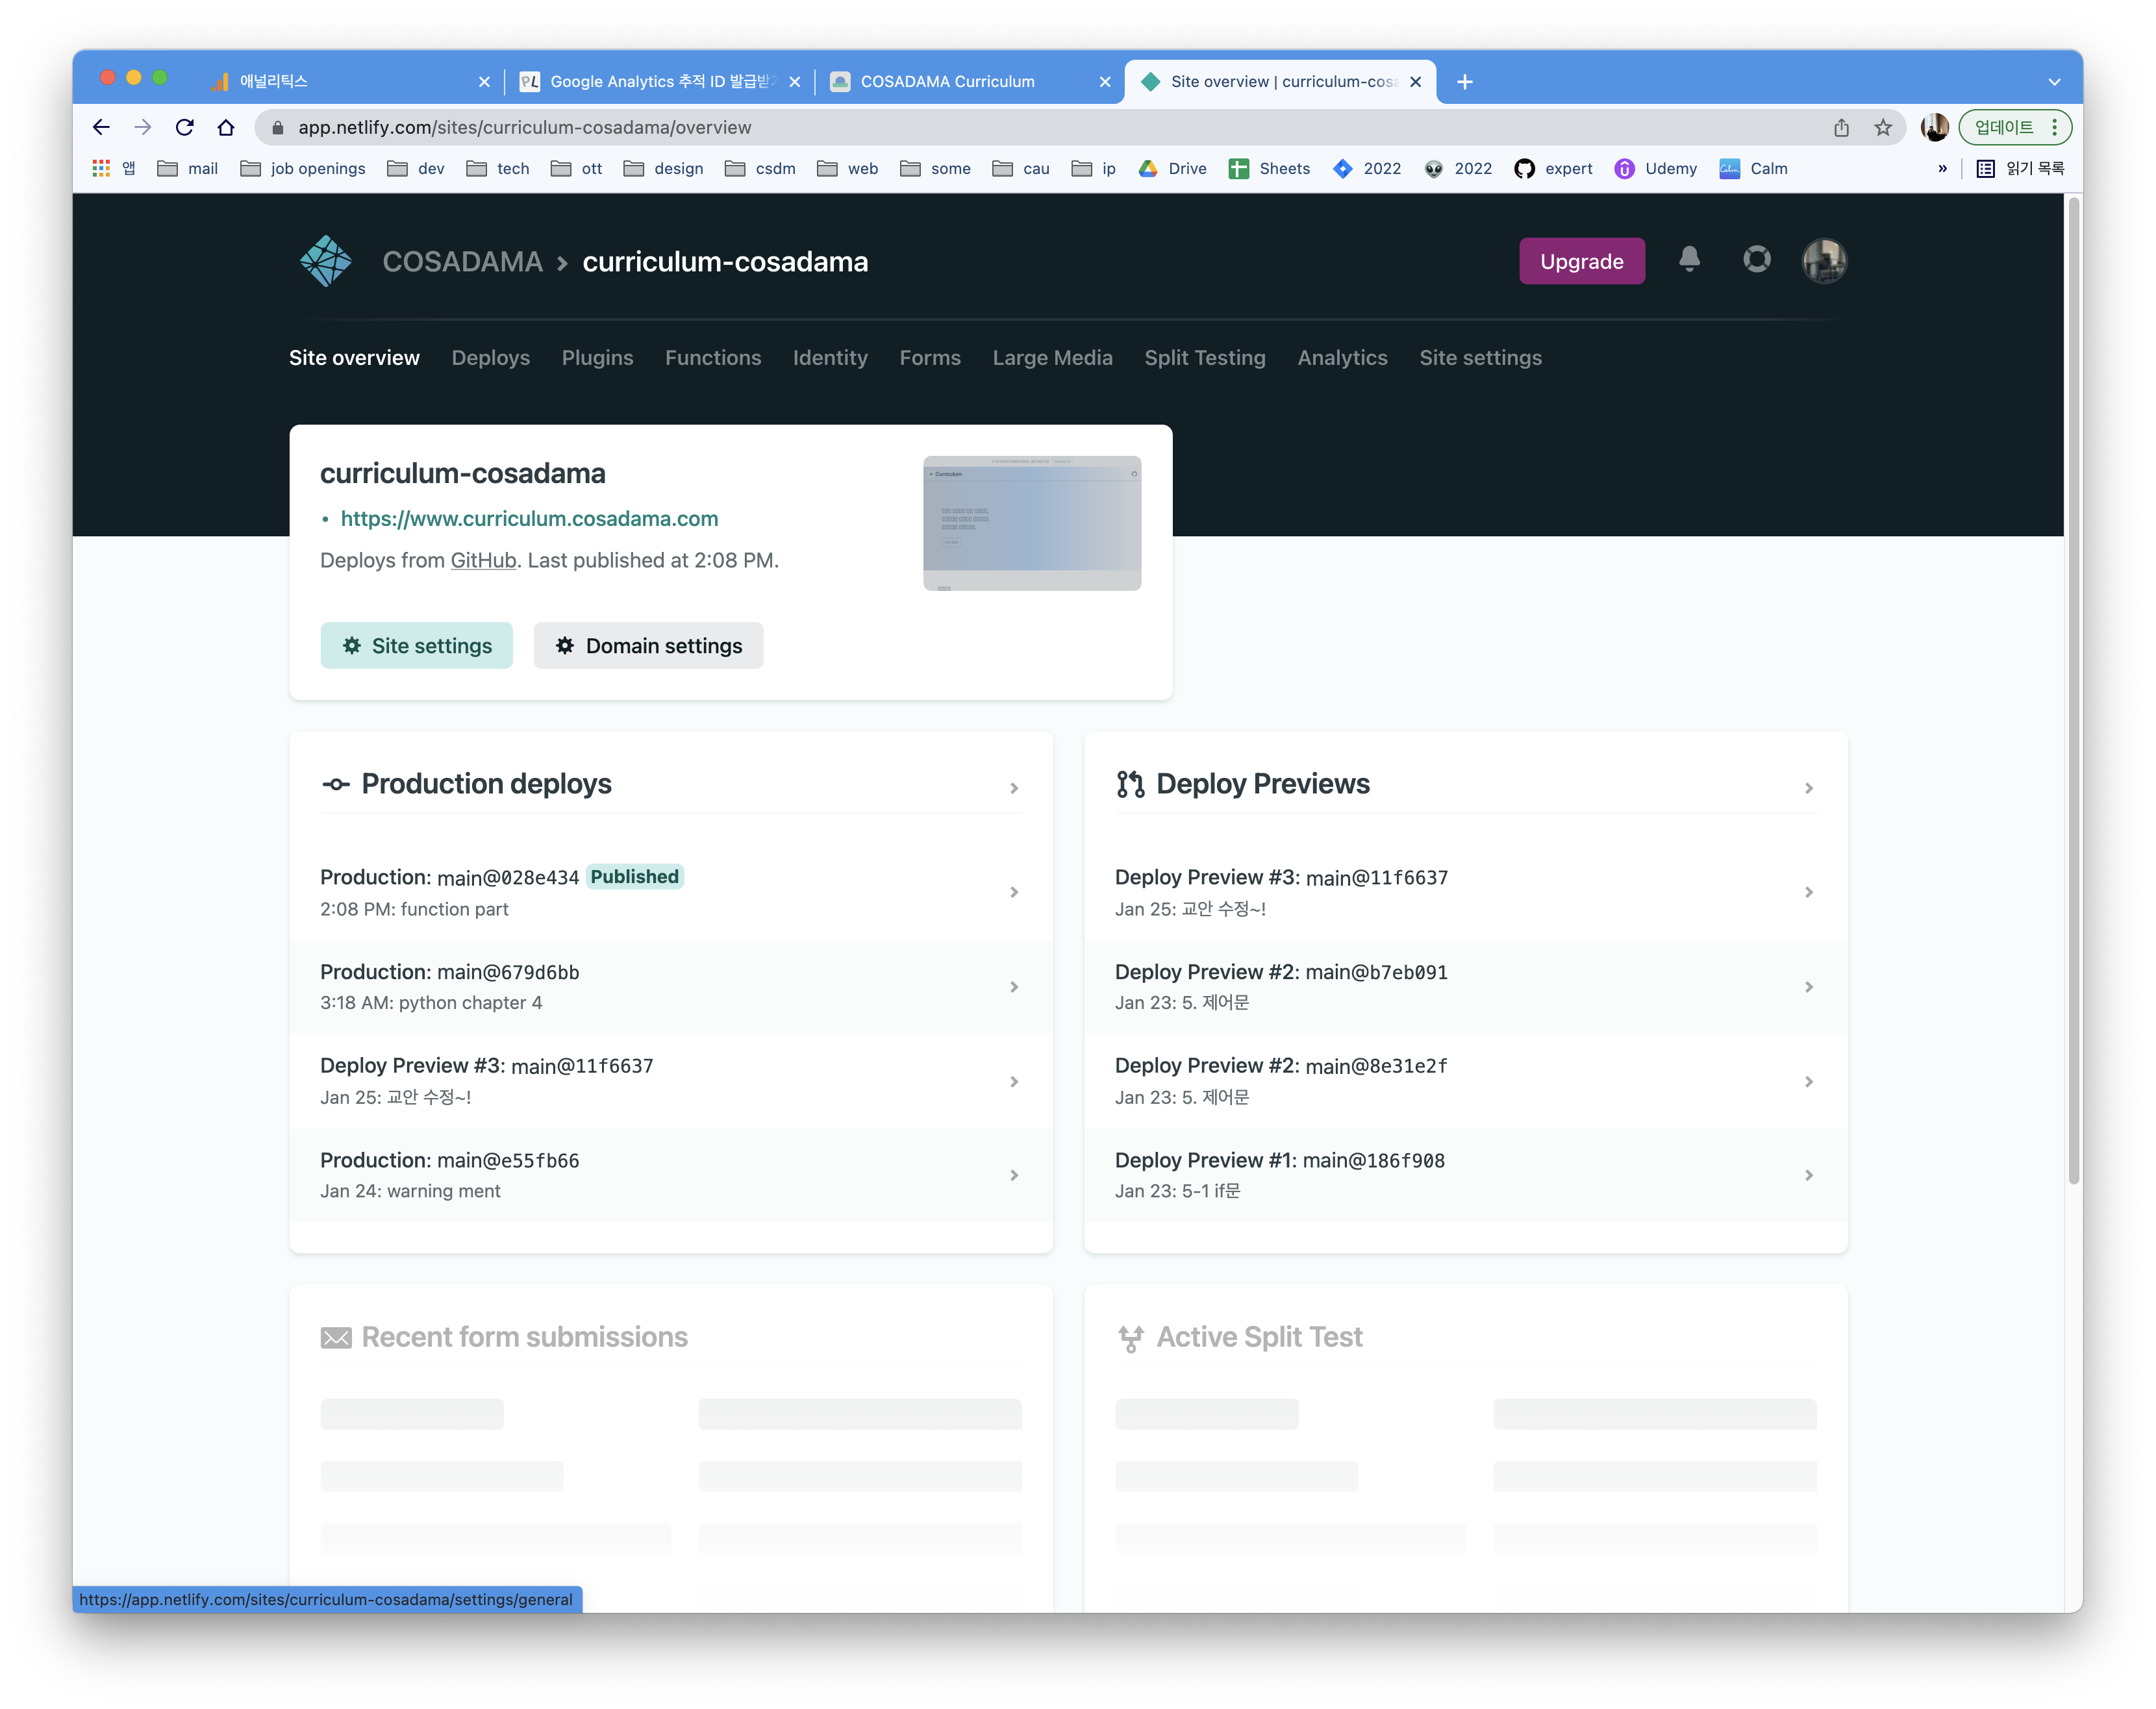 애널리틱스
PL Google Analytics 추적 ID 발급받기
COSADAMA Curriculum
Site overview | curriculum-cosa
app.netlify.com/sites/curriculum-cosadama/overview
업데이트
앱 mail job openings dev tech ott design csdm web some cau ip Drive Sheets 2022 2022 expert Udemy Calm » 읽기 목록
COSADAMA > curriculum-cosadama
Upgrade
Site overview Deploys Plugins Functions Identity Forms Large Media Split Testing Analytics Site settings
curriculum-cosadama
• https://www.curriculum.cosadama.com
Deploys from GitHub. Last published at 2:08 PM.
Curriculum
Site settings Domain settings
Production deploys
Production: main@028e434 Published
2:08 PM: function part
Production: main@679d6bb
3:18 AM: python chapter 4
Deploy Preview #3: main@11f6637
Jan 25: 교안 수정~!
Production: main@e55fb66
Jan 24: warning ment
Deploy Previews
Deploy Preview #3: main@11f6637
Jan 25: 교안 수정~!
Deploy Preview #2: main@b7eb091
Jan 23: 5. 제어문
Deploy Preview #2: main@8e31e2f
Jan 23: 5. 제어문
Deploy Preview #1: main@186f908
Jan 23: 5-1 if문
Recent form submissions
Active Split Test
https://app.netlify.com/sites/curriculum-cosadama/settings/general